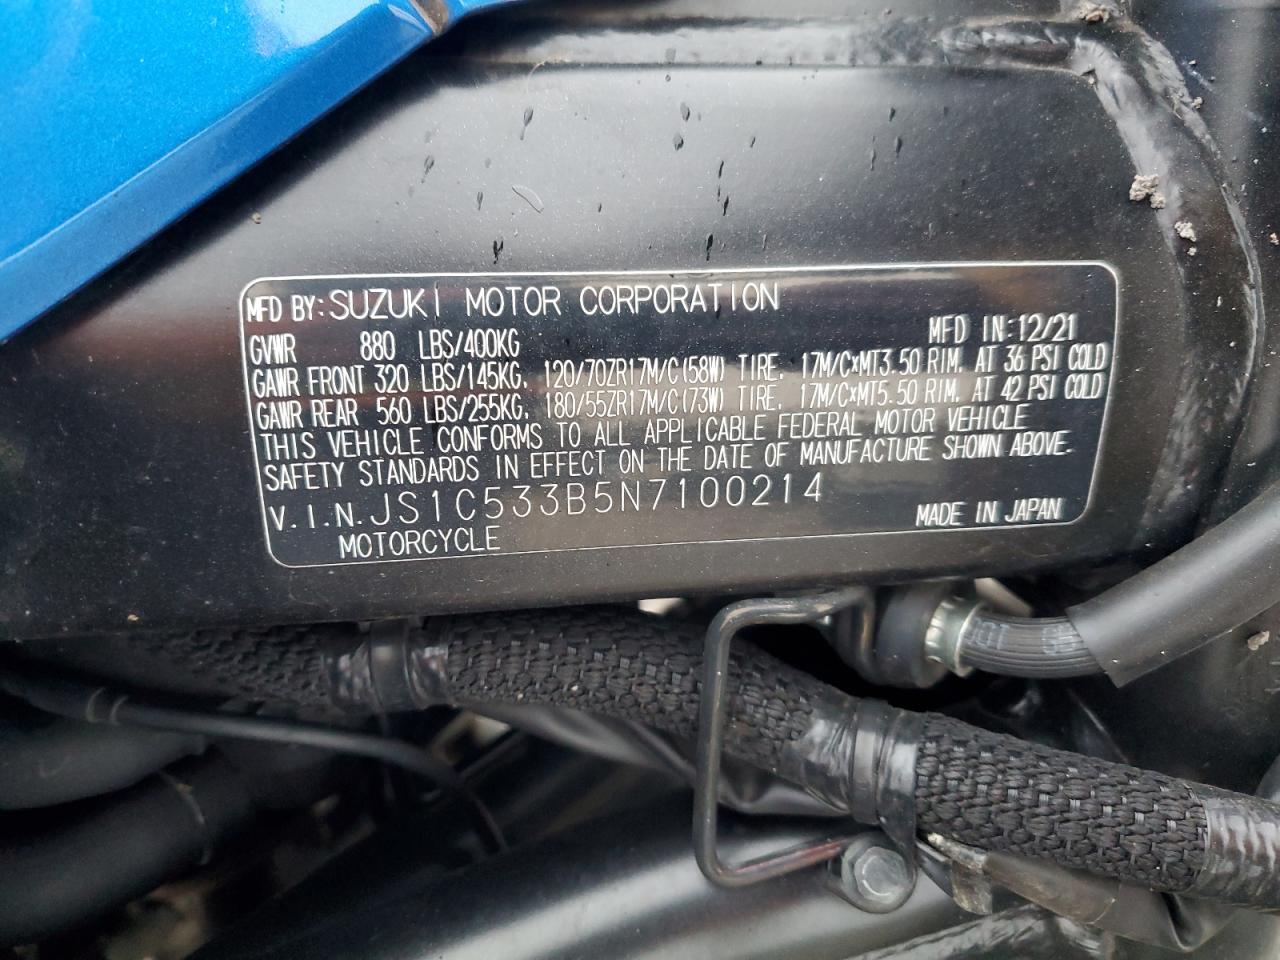 MFD BY: SUZUKI MOTOR CORPORATION
MFD IN: 12/21
GVWR 880 LBS/400KG
GAWR FRONT 320 LBS/145KG, 120/70ZR17M/C(58W) TIRE, 17M/CxMT3.50 RIM, AT 36 PSI COLD
GAWR REAR 560 LBS/255KG, 180/55ZR17M/C(73W) TIRE, 17M/CxMT5.50 RIM, AT 42 PSI COLD
THIS VEHICLE CONFORMS TO ALL APPLICABLE FEDERAL MOTOR VEHICLE
SAFETY STANDARDS IN EFFECT ON THE DATE OF MANUFACTURE SHOWN ABOVE.
V.I.N. JS1C533B5N7100214
MOTORCYCLE
MADE IN JAPAN